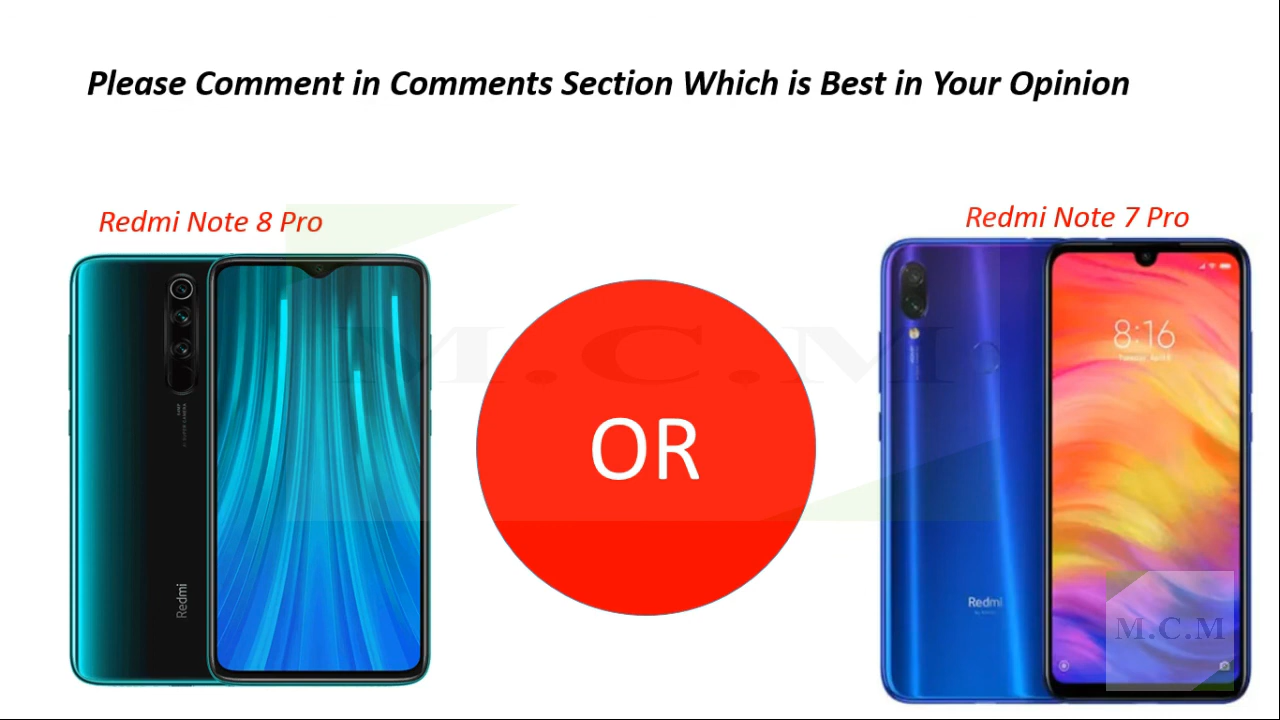 Please Comment in Comments Section Which is Best in Your Opinion
Redmi Note 8 Pro
Redmi Note 7 Pro
M.C.M
OR
8:16
Redmi
Redmi
M.C.M